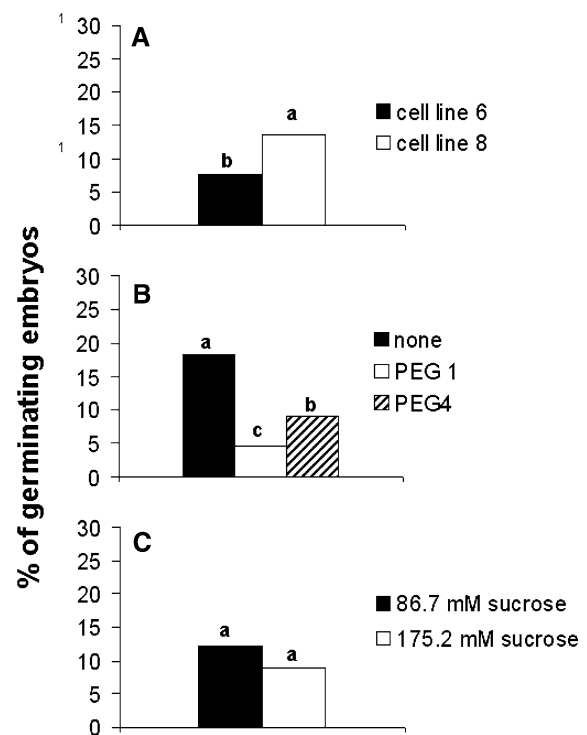 % of germinating embryos
1
1
A
30
25
20
15
10
5
0
b
a
cell line 6
cell line 8
B
30
25
20
15
10
5
0
a
c
b
none
PEG 1
PEG4
C
30
25
20
15
10
5
0
a
a
86.7 mM sucrose
175.2 mM sucrose